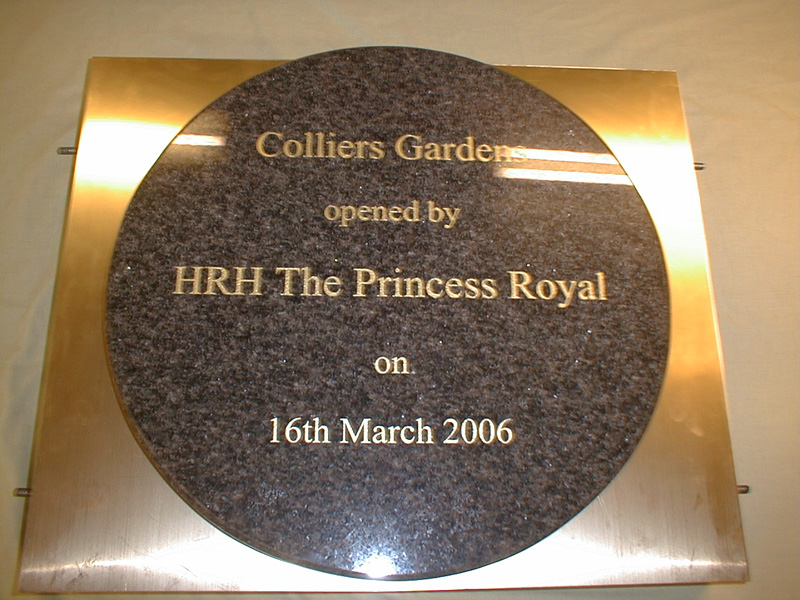 Colliers Gardens
opened by
HRH The Princess Royal
on
16th March 2006